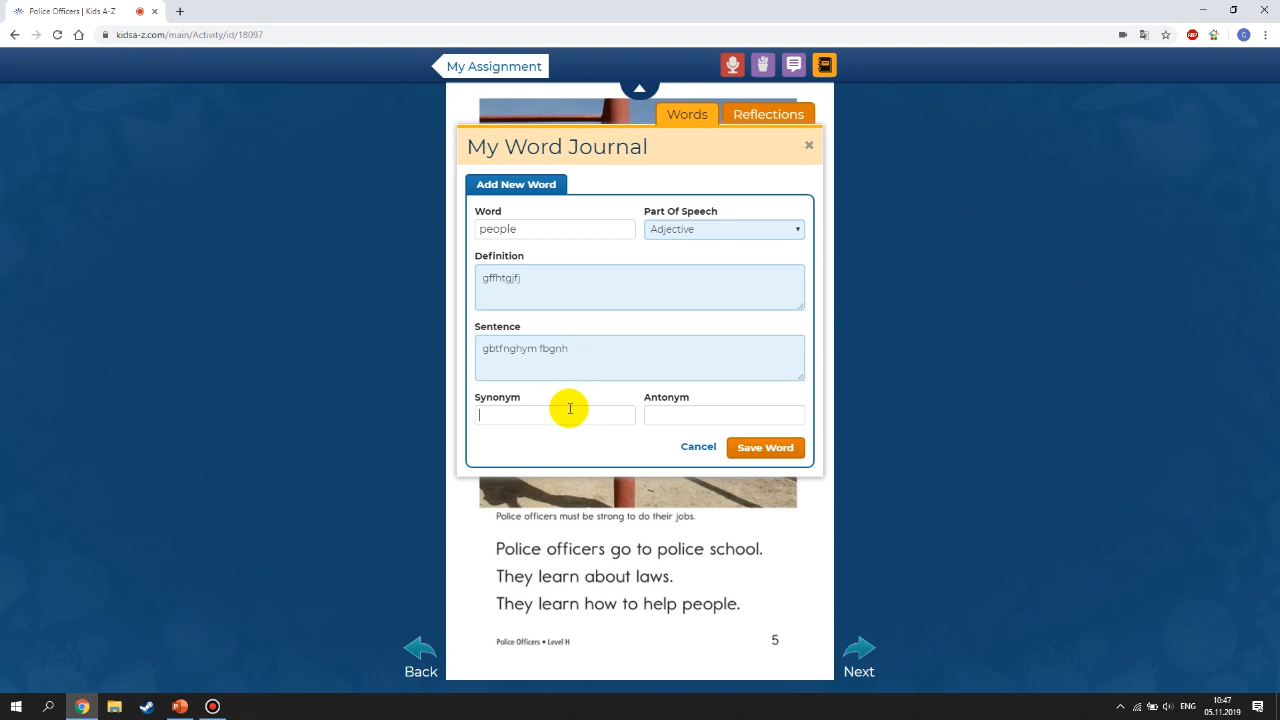 Police Officers | Kids A-Z
kidsa-z.com/main/Activity/id/18097
My Assignment
Words
Reflections
My Word Journal
Add New Word
Word
Part Of Speech
people
Adjective
Definition
gffhtgjfj
Sentence
gbtfnghym fbgnh
Synonym
Antonym
Cancel
Save Word
Police officers must be strong to do their jobs.
Police officers go to police school.
They learn about laws.
They learn how to help people.
Police Officers • Level H
5
Back
Next
ENG
10:47
05.11.2019